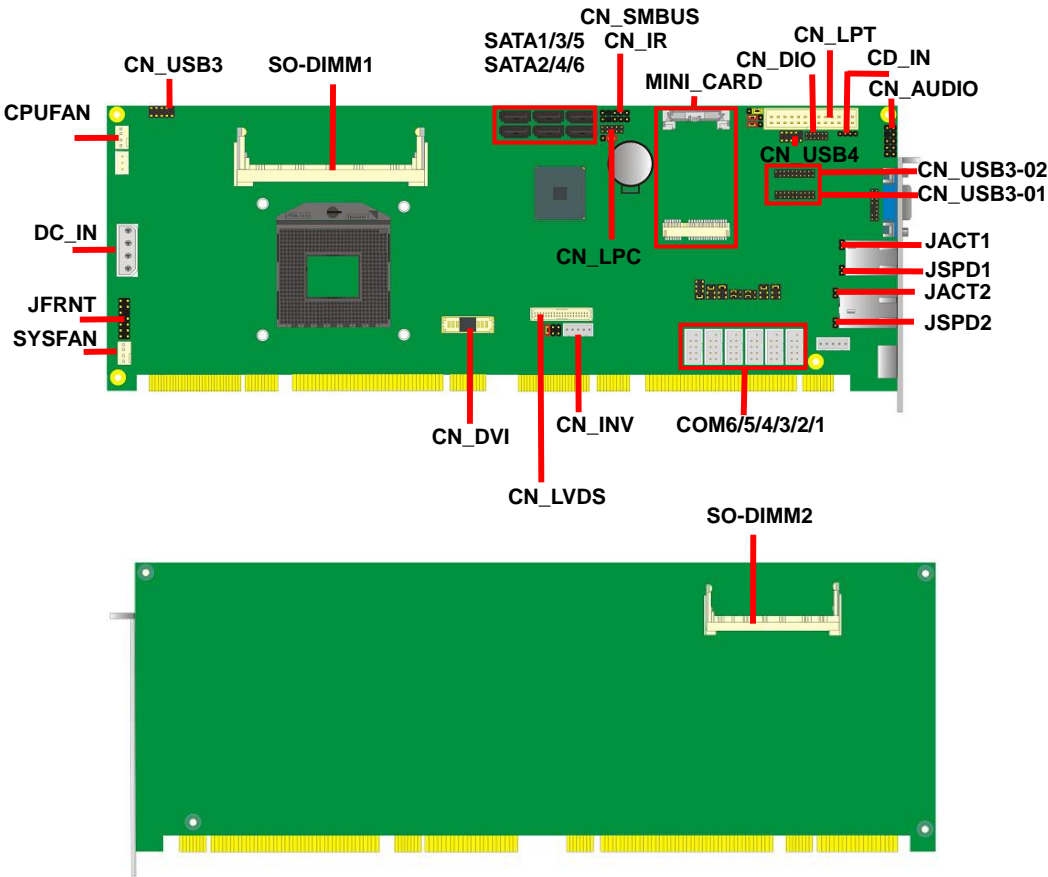 CN_SMBUS
CN_IR
SATA1/3/5
SATA2/4/6
CN_LPT
CN_DIO
CD_IN
CN_USB3
SO-DIMM1
MINI_CARD
CN_AUDIO
CPUFAN
CN_USB4
CN_USB3-02
CN_USB3-01
DC_IN
CN_LPC
JACT1
JSPD1
JACT2
JFRNT
JSPD2
SYSFAN
CN_DVI
CN_INV
COM6/5/4/3/2/1
CN_LVDS
SO-DIMM2